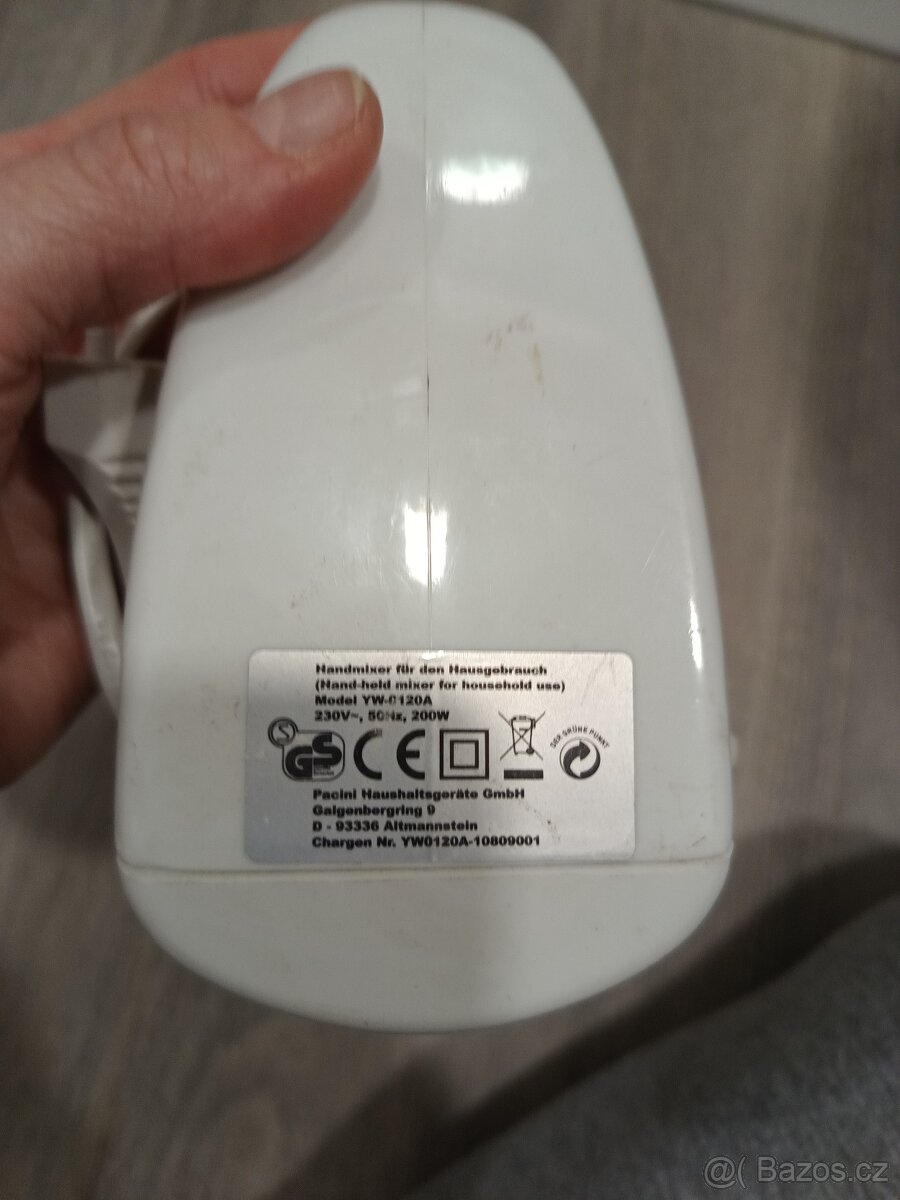 Handmixer für den Hausgebrauch
(Hand-held mixer for household use)
Model YW-0120A
230V~, 50Hz, 200W
S
GS
CE
DER GRÜNE PUNKT
Pacini Haushaltsgeräte GmbH
Galgenbergring 9
D - 93336 Altmannstein
Chargen Nr. YW0120A-10809001
@( Bazos.cz